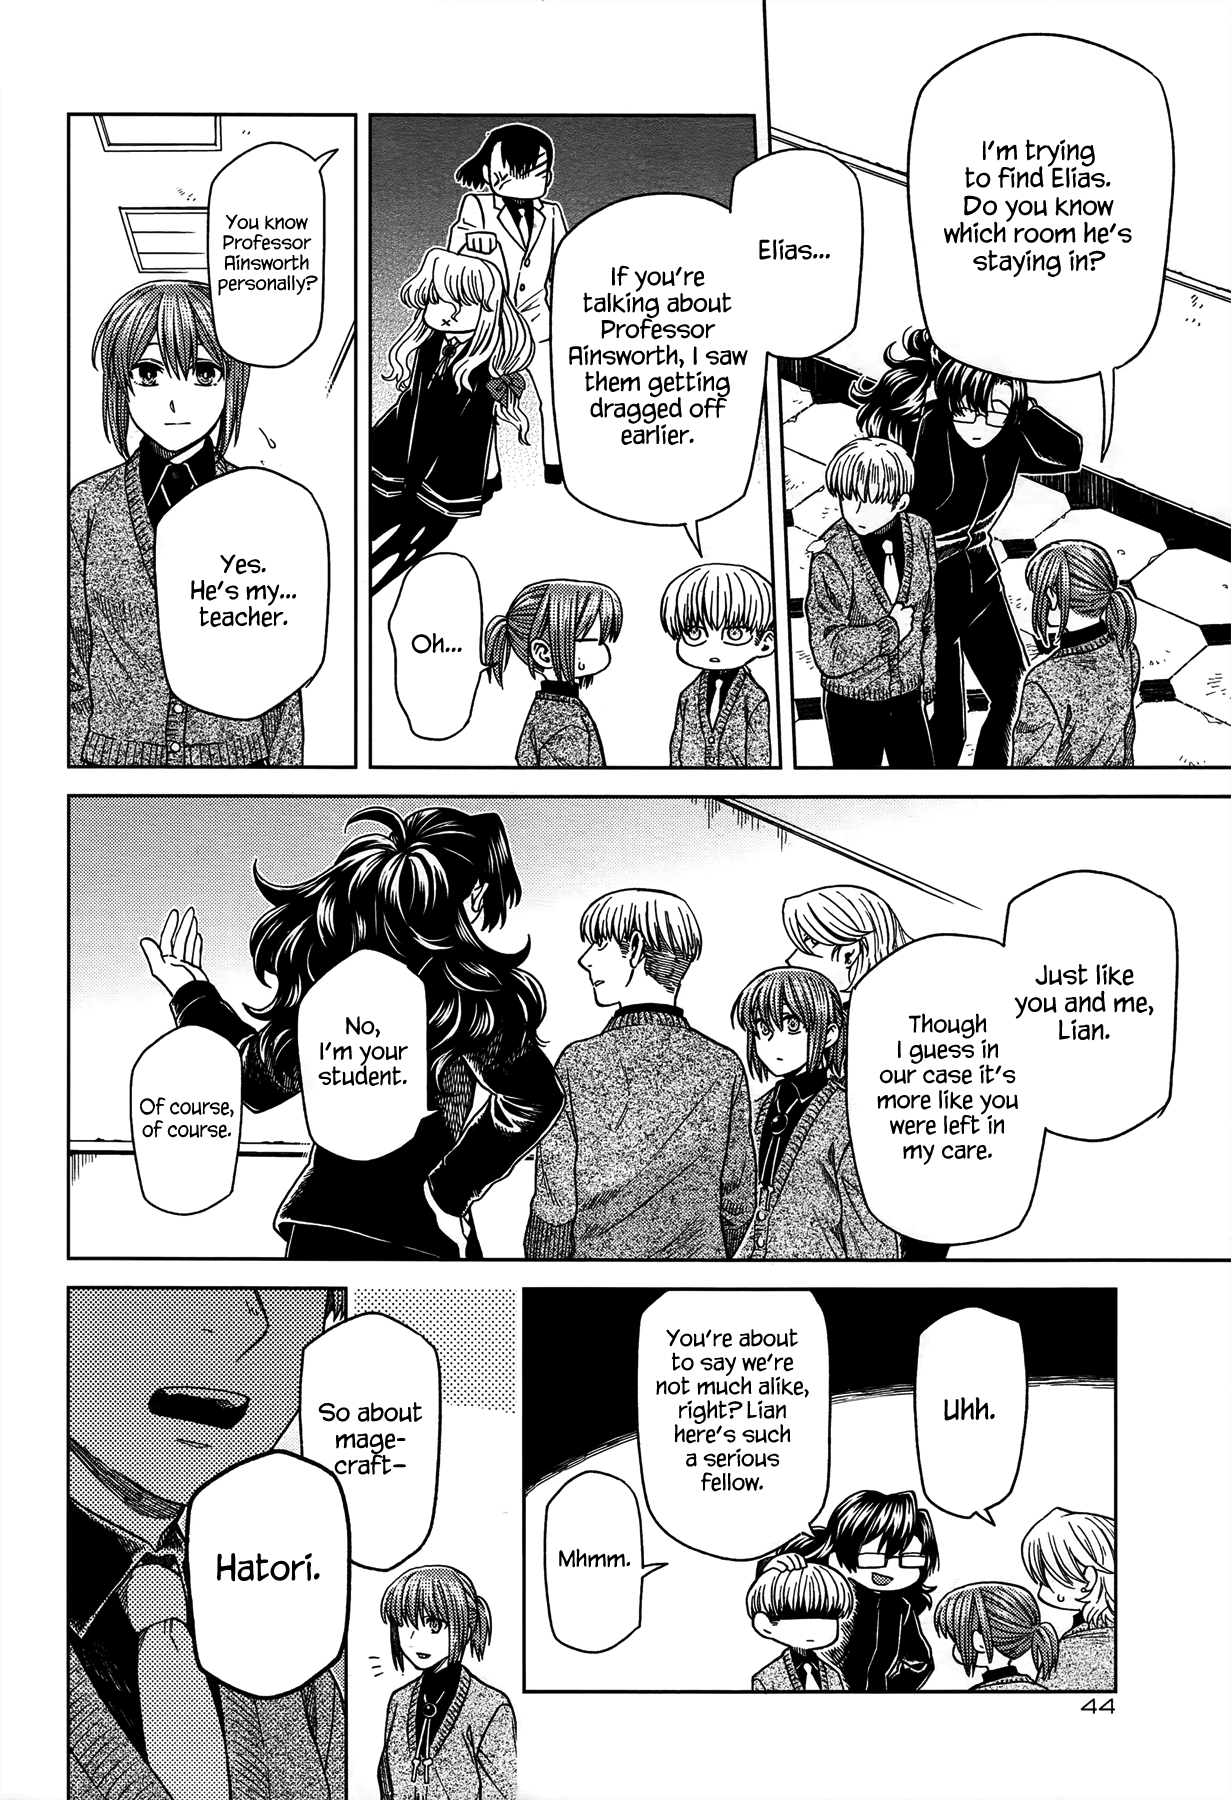 I'm trying
to find Elias.
Do you know
which room he's
staying in?
Elias...
If you're
talking about
Professor
Ainsworth, I saw
them getting
dragged off
earlier.
Oh...
You know
Professor
Ainsworth
personally?
Yes.
He's my...
teacher.
Just like
you and me,
Lian.
Though
I guess in
our case it's
more like you
were left in
my care.
No,
I'm your
student.
Of course,
of course.
Uhh.
You're about
to say we're
not much alike,
right? Lian
here's such
a serious
fellow.
Mhmm.
So about
mage-
craft-
Hatori.
44